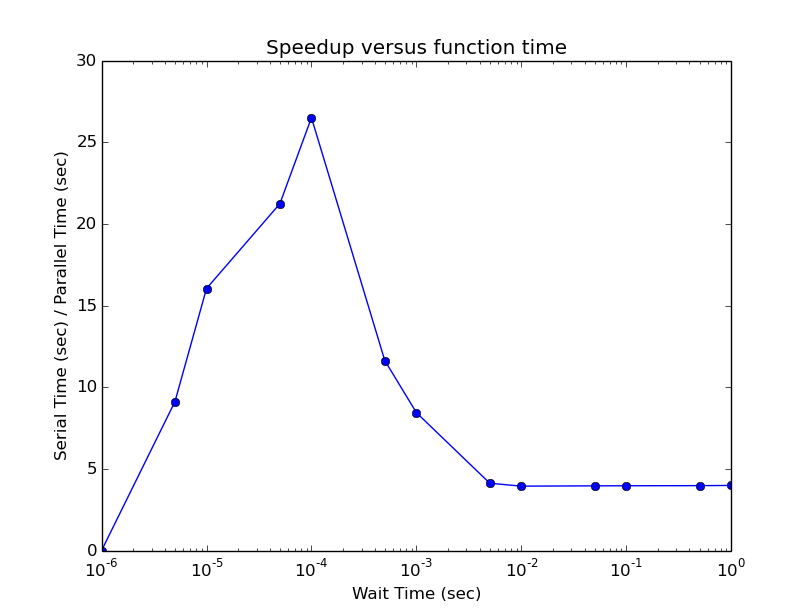 Speedup versus function time
Serial Time (sec) / Parallel Time (sec)
30
25
20
15
10
5
0
10^-6 10^-5 10^-4 10^-3 10^-2 10^-1 10^0
Wait Time (sec)